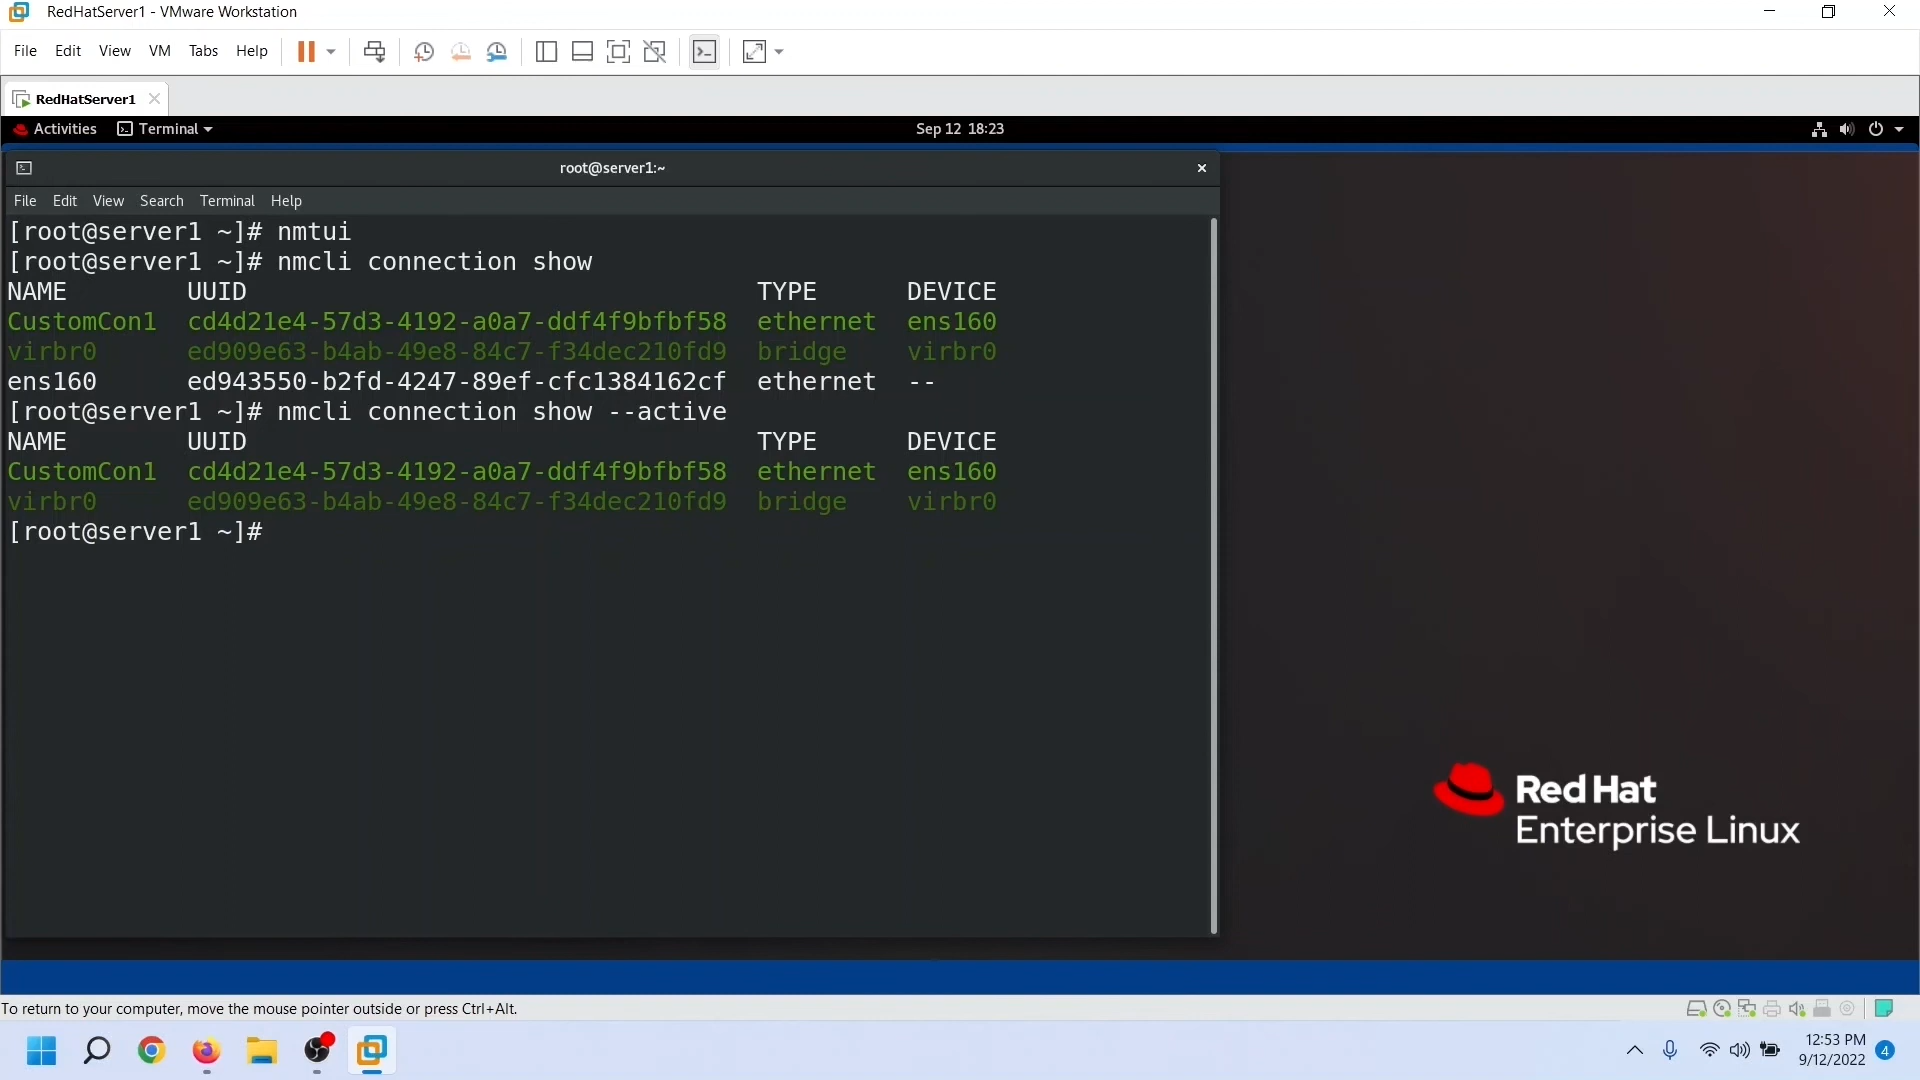 RedHatServer1 - VMware Workstation
File Edit View VM Tabs Help
RedHatServer1
Activities Terminal Sep 12 18:23
root@server1:~
File Edit View Search Terminal Help
[root@server1 ~]# nmtui
[root@server1 ~]# nmcli connection show
NAME UUID TYPE DEVICE
CustomCon1 cd4d21e4-57d3-4192-a0a7-ddf4f9bfbf58 ethernet ens160
virbr0 ed909e63-b4ab-49e8-84c7-f34dec210fd9 bridge virbr0
ens160 ed943550-b2fd-4247-89ef-cfc1384162cf ethernet --
[root@server1 ~]# nmcli connection show --active
NAME UUID TYPE DEVICE
CustomCon1 cd4d21e4-57d3-4192-a0a7-ddf4f9bfbf58 ethernet ens160
virbr0 ed909e63-b4ab-49e8-84c7-f34dec210fd9 bridge virbr0
[root@server1 ~]#
Red Hat
Enterprise Linux
To return to your computer, move the mouse pointer outside or press Ctrl+Alt.
12:53 PM
9/12/2022
4